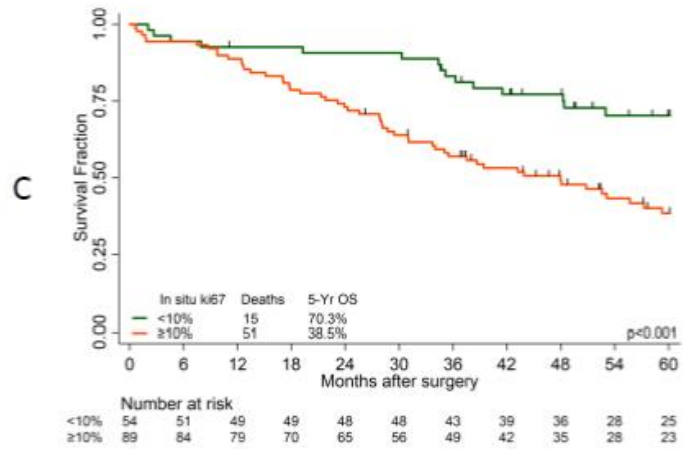 C
Survival Fraction
1.00
0.75
0.50
0.25
0.00
In situ ki67 Deaths 5-Yr OS
<10% 15 70.3%
≥10% 51 38.5%
p<0.001
0 6 12 18 24 30 36 42 48 54 60
Months after surgery
Number at risk
<10% 54 51 49 49 48 48 43 39 36 28 25
≥10% 89 84 79 70 65 56 49 42 35 28 23